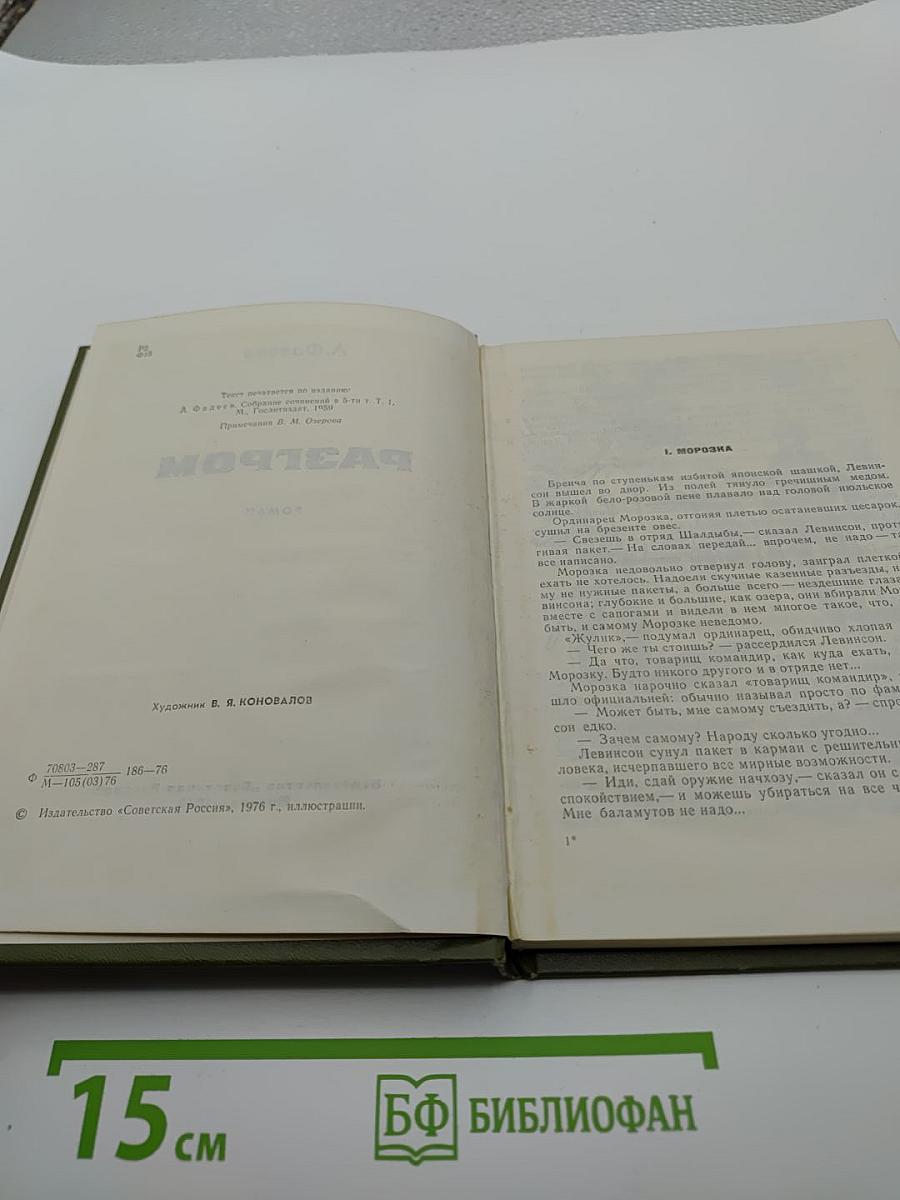 Р2
Ф15
Текст печатается по изданию:
А Фадеев. Собрание сочинений в 5-ти т. Т. 1,
М., Гослитиздат, 1959
Примечания В. М. Озерова
А. Фадеев
РАЗГРОМ
РОМАН
Художник В. Я. КОНОВАЛОВ
Ф 70803—287 186—76
М—105(03)76
© Издательство «Советская Россия», 1976 г., иллюстрации.
I. МОРОЗКА
Бренча по ступенькам избитой японской шашкой, Левин-
сон вышел во двор. Из полей тянуло гречишным медом.
В жаркой бело-розовой пене плавало над головой июльское
солнце.
Ординарец Морозка, отгоняя плетью осатаневших цесарок,
сушил на брезенте овес.
— Свезешь в отряд Шалдыбы,— сказал Левинсон, протя
гивая пакет.— На словах передай... впрочем, не надо — та
все написано.
Морозка недовольно отвернул голову, заиграл плеткой
ехать не хотелось. Надоели скучные казенные разъезды, н
му не нужные пакеты, а больше всего — нездешние глаза
винсона; глубокие и большие, как озера, они вбирали Мо
вместе с сапогами и видели в нем многое такое, что,
быть, и самому Морозке неведомо.
«Жулик»,— подумал ординарец, обидчиво хлопая
— Чего же ты стоишь? — рассердился Левинсон.
— Да что, товарищ командир, как куда ехать,
Морозку. Будто никого другого и в отряде нет...
Морозка нарочно сказал «товарищ командир»,
шло официальней: обычно называл просто по фам
— Может быть, мне самому съездить, а? — спро
сон едко.
— Зачем самому? Народу сколько угодно...
Левинсон сунул пакет в карман с решительн
ловека, исчерпавшего все мирные возможности.
— Иди, сдай оружие начхозу,— сказал он с
спокойствием,— и можешь убираться на все ч
Мне баламутов не надо...
1*
15 см
БФ БИБЛИОФАН